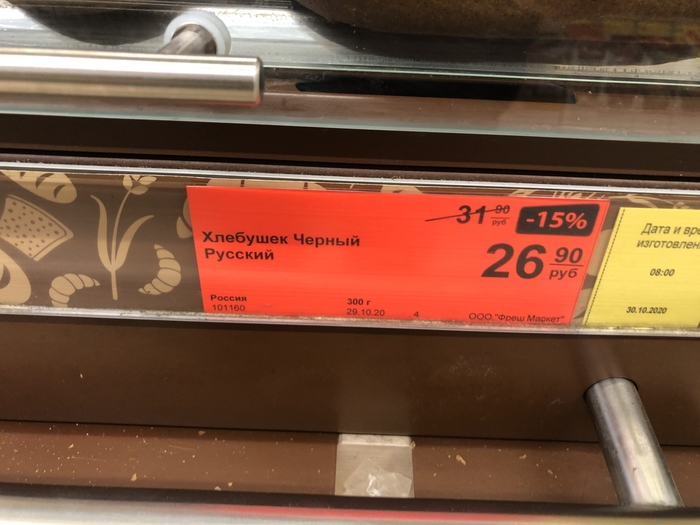 31 90
руб
-15%
Хлебушек Черный
Русский
26 90
руб
Россия
300 г
101160
29.10.20
4
ООО "Фреш Маркет"
Дата и
изготовлен
08:00
30.10.2020